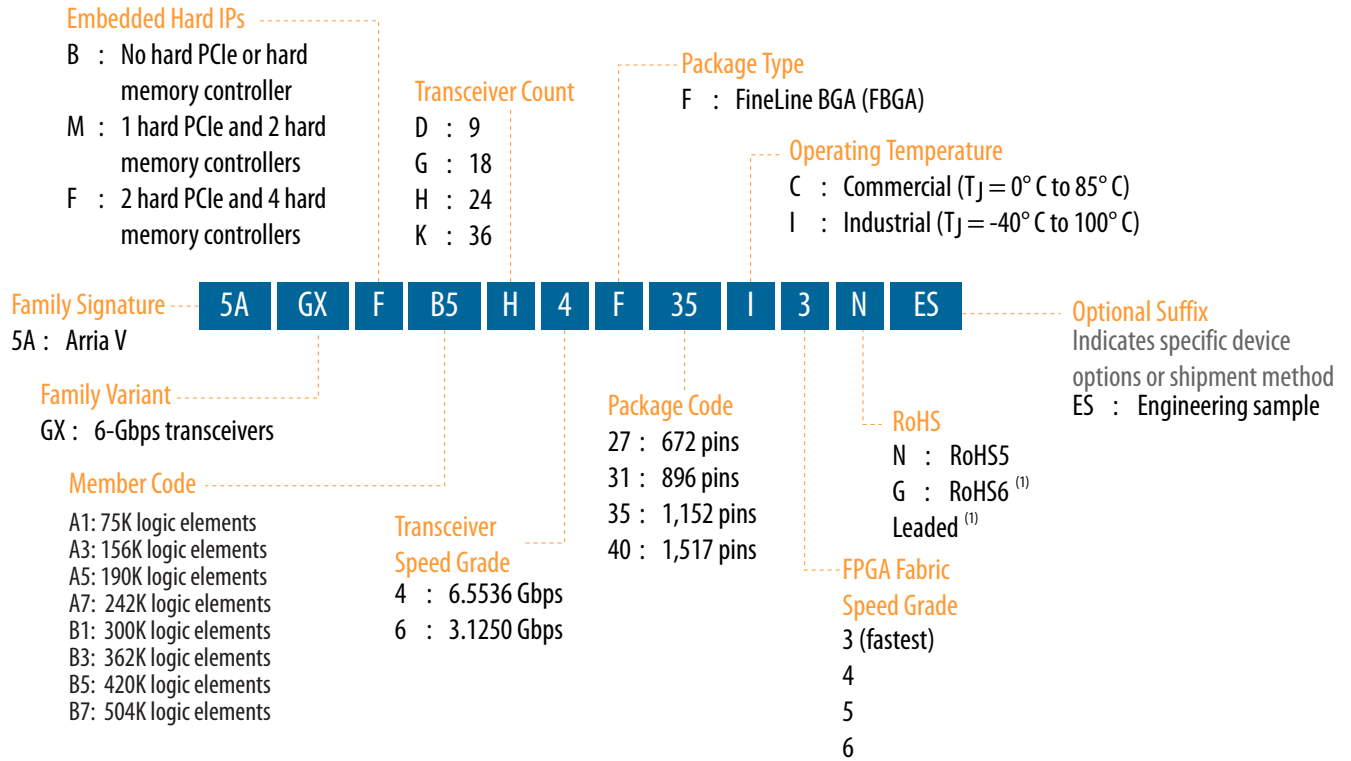 Embedded Hard IPs
B : No hard PCIe or hard
memory controller
M : 1 hard PCIe and 2 hard
memory controllers
F : 2 hard PCIe and 4 hard
memory controllers
Transceiver Count
D : 9
G : 18
H : 24
K : 36
Package Type
F : FineLine BGA (FBGA)
Operating Temperature
C : Commercial (TJ = 0° C to 85° C)
I : Industrial (TJ = -40° C to 100° C)
Family Signature
5A : Arria V
5A GX F B5 H 4 F 35 I 3 N ES
Optional Suffix
Indicates specific device
options or shipment method
ES : Engineering sample
Family Variant
GX : 6-Gbps transceivers
Member Code
A1: 75K logic elements
A3: 156K logic elements
A5: 190K logic elements
A7: 242K logic elements
B1: 300K logic elements
B3: 362K logic elements
B5: 420K logic elements
B7: 504K logic elements
Transceiver
Speed Grade
4 : 6.5536 Gbps
6 : 3.1250 Gbps
Package Code
27 : 672 pins
31 : 896 pins
35 : 1,152 pins
40 : 1,517 pins
RoHS
N : RoHS5
G : RoHS6 (1)
Leaded (1)
FPGA Fabric
Speed Grade
3 (fastest)
4
5
6